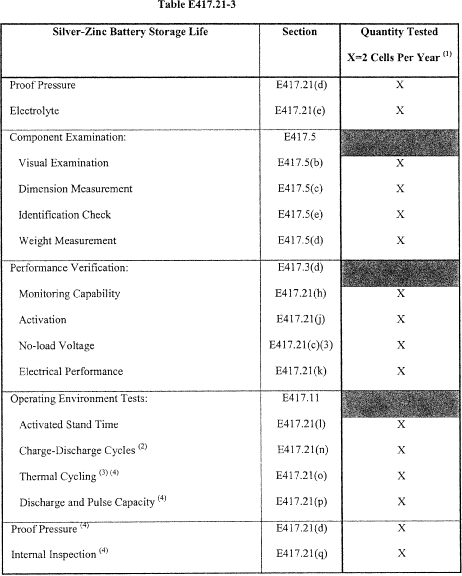 Table E417.21-3
Silver-Zinc Battery Storage Life Section Quantity Tested
X=2 Cells Per Year (1)
Proof Pressure E417.21(d) X
Electrolyte E417.21(e) X
Component Examination: E417.5
Visual Examination E417.5(b) X
Dimension Measurement E417.5(c) X
Identification Check E417.5(e) X
Weight Measurement E417.5(d) X
Performance Verification: E417.3(d)
Monitoring Capability E417.21(h) X
Activation E417.21(j) X
No-load Voltage E417.21(c)(3) X
Electrical Performance E417.21(k) X
Operating Environment Tests: E417.11
Activated Stand Time E417.21(l) X
Charge-Discharge Cycles (2) E417.21(n) X
Thermal Cycling (3) (4) E417.21(o) X
Discharge and Pulse Capacity (4) E417.21(p) X
Proof Pressure (4) E417.21(d) X
Internal Inspection (4) E417.21(q) X